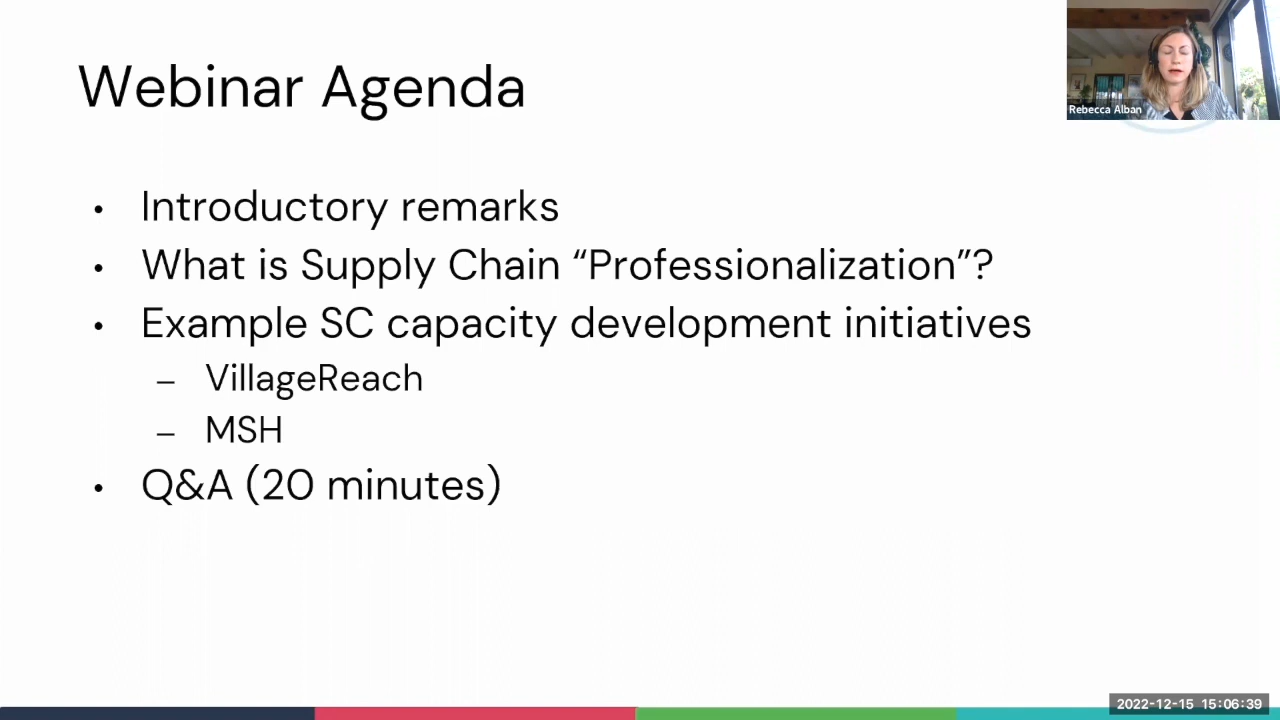 Webinar Agenda
Rebecca Alban
• Introductory remarks
• What is Supply Chain “Professionalization”?
• Example SC capacity development initiatives
– VillageReach
– MSH
• Q&A (20 minutes)
2022-12-15 15:06:39